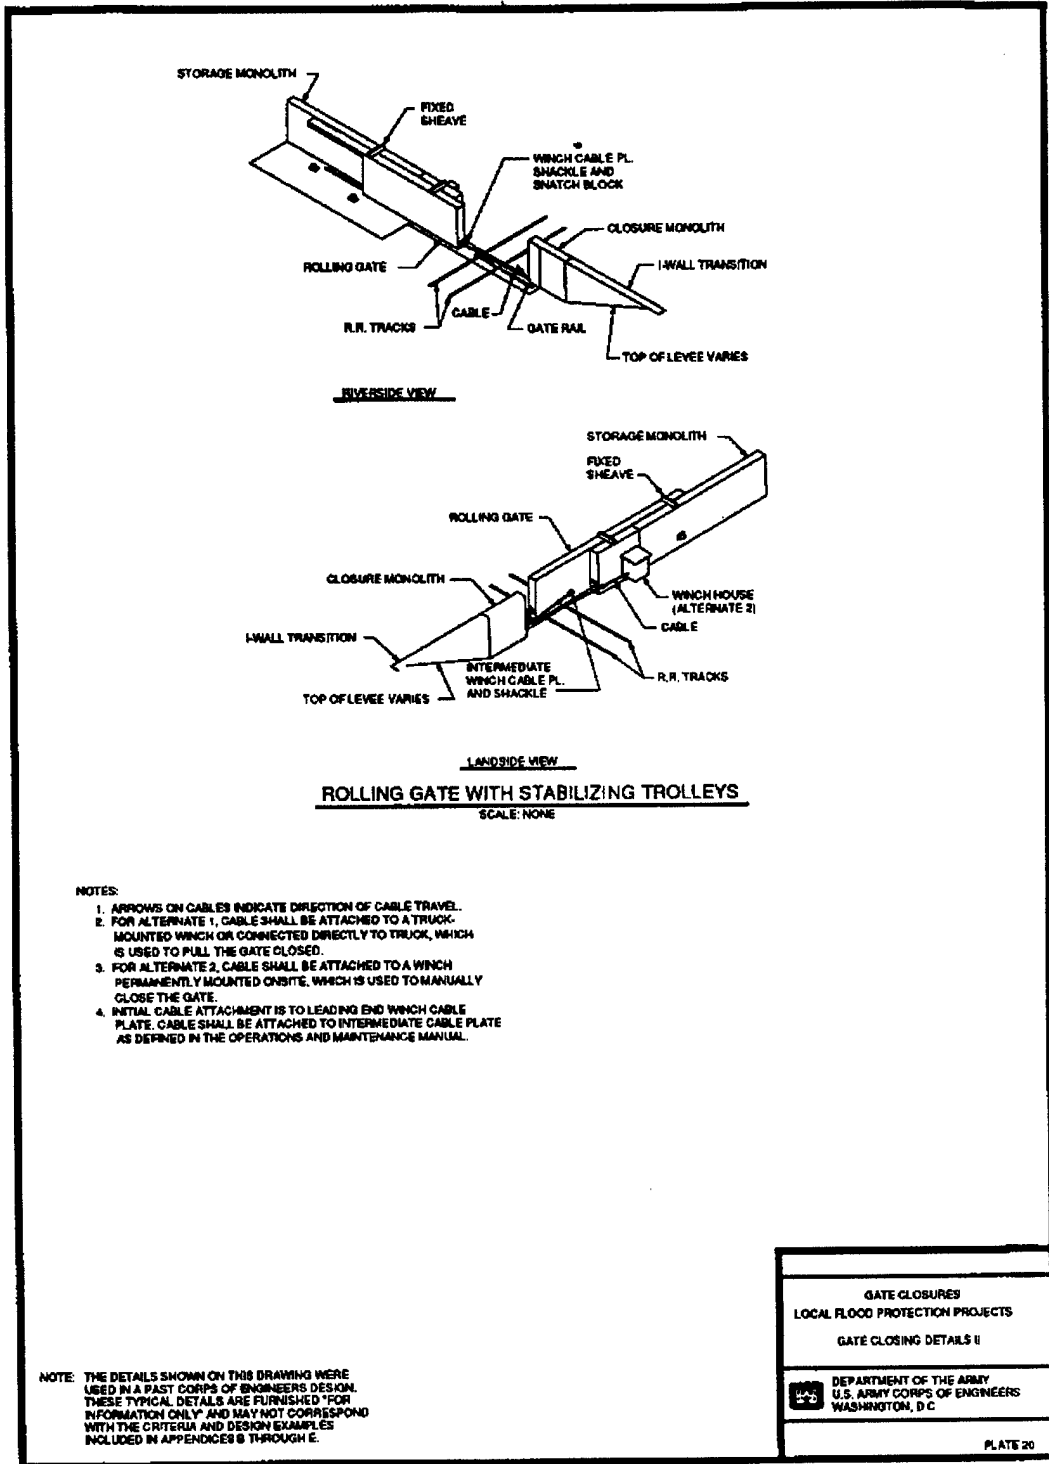 STORAGE MONOLITH
FIXED
SHEAVE
WINCH CABLE PL.
SHACKLE AND
SNATCH BLOCK
CLOSURE MONOLITH
ROLLING GATE
I-WALL TRANSITION
CABLE
R.R. TRACKS
GATE RAIL
TOP OF LEVEE VARIES
RIVERSIDE VIEW
STORAGE MONOLITH
FIXED
SHEAVE
ROLLING GATE
CLOSURE MONOLITH
WINCH HOUSE
(ALTERNATE 2)
CABLE
I-WALL TRANSITION
INTERMEDIATE
WINCH CABLE PL.
AND SHACKLE
R.R. TRACKS
TOP OF LEVEE VARIES
LANDSIDE VIEW
ROLLING GATE WITH STABILIZING TROLLEYS
SCALE: NONE
NOTES:
1. ARROWS ON CABLES INDICATE DIRECTION OF CABLE TRAVEL.
2. FOR ALTERNATE 1, CABLE SHALL BE ATTACHED TO A TRUCK-
MOUNTED WINCH OR CONNECTED DIRECTLY TO TRUCK, WHICH
IS USED TO PULL THE GATE CLOSED.
3. FOR ALTERNATE 2, CABLE SHALL BE ATTACHED TO A WINCH
PERMANENTLY MOUNTED ONSITE, WHICH IS USED TO MANUALLY
CLOSE THE GATE.
4. INITIAL CABLE ATTACHMENT IS TO LEADING END WINCH CABLE
PLATE. CABLE SHALL BE ATTACHED TO INTERMEDIATE CABLE PLATE
AS DEFINED IN THE OPERATIONS AND MAINTENANCE MANUAL.
NOTE: THE DETAILS SHOWN ON THIS DRAWING WERE
USED IN A PAST CORPS OF ENGINEERS DESIGN.
THESE TYPICAL DETAILS ARE FURNISHED "FOR
INFORMATION ONLY" AND MAY NOT CORRESPOND
WITH THE CRITERIA AND DESIGN EXAMPLES
INCLUDED IN APPENDICES B THROUGH E.
GATE CLOSURES
LOCAL FLOOD PROTECTION PROJECTS
GATE CLOSING DETAILS II
DEPARTMENT OF THE ARMY
U.S. ARMY CORPS OF ENGINEERS
WASHINGTON, D C
PLATE 20